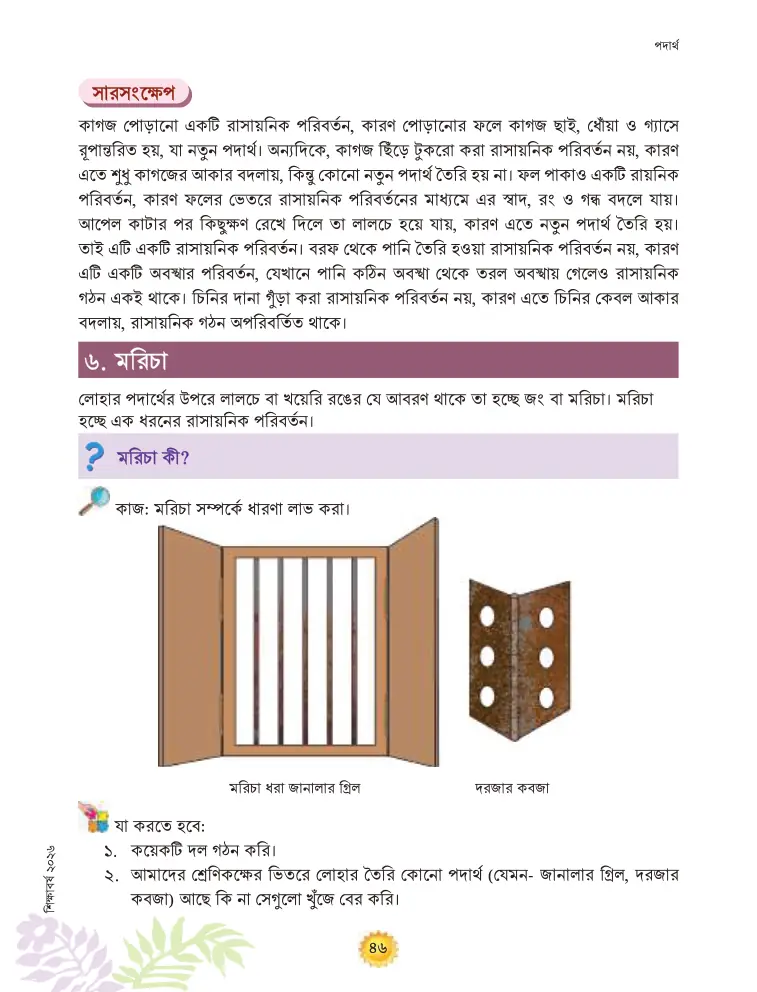 পদার্থ
সারসংক্ষেপ
কাগজ পোড়ানো একটি রাসায়নিক পরিবর্তন, কারণ পোড়ানোর ফলে কাগজ ছাই, ধোঁয়া ও গ্যাসে
রূপান্তরিত হয়, যা নতুন পদার্থ। অন্যদিকে, কাগজ ছিঁড়ে টুকরো করা রাসায়নিক পরিবর্তন নয়, কারণ
এতে শুধু কাগজের আকার বদলায়, কিন্তু কোনো নতুন পদার্থ তৈরি হয় না। ফল পাকাও একটি রায়নিক
পরিবর্তন, কারণ ফলের ভেতরে রাসায়নিক পরিবর্তনের মাধ্যমে এর স্বাদ, রং ও গন্ধ বদলে যায়।
আপেল কাটার পর কিছুক্ষণ রেখে দিলে তা লালচে হয়ে যায়, কারণ এতে নতুন পদার্থ তৈরি হয়।
তাই এটি একটি রাসায়নিক পরিবর্তন। বরফ থেকে পানি তৈরি হওয়া রাসায়নিক পরিবর্তন নয়, কারণ
এটি একটি অবস্থার পরিবর্তন, যেখানে পানি কঠিন অবস্থা থেকে তরল অবস্থায় গেলেও রাসায়নিক
গঠন একই থাকে। চিনির দানা গুঁড়া করা রাসায়নিক পরিবর্তন নয়, কারণ এতে চিনির কেবল আকার
বদলায়, রাসায়নিক গঠন অপরিবর্তিত থাকে।
৬. মরিচা
লোহার পদার্থের উপরে লালচে বা খয়েরি রঙের যে আবরণ থাকে তা হচ্ছে জং বা মরিচা। মরিচা
হচ্ছে এক ধরনের রাসায়নিক পরিবর্তন।
? মরিচা কী?
কাজ: মরিচা সম্পর্কে ধারণা লাভ করা।
মরিচা ধরা জানালার গ্রিল
দরজার কবজা
যা করতে হবে:
১. কয়েকটি দল গঠন করি।
২. আমাদের শ্রেণিকক্ষের ভিতরে লোহার তৈরি কোনো পদার্থ (যেমন- জানালার গ্রিল, দরজার
কবজা) আছে কি না সেগুলো খুঁজে বের করি।
শিক্ষাবর্ষ ২০২৬
৪৬